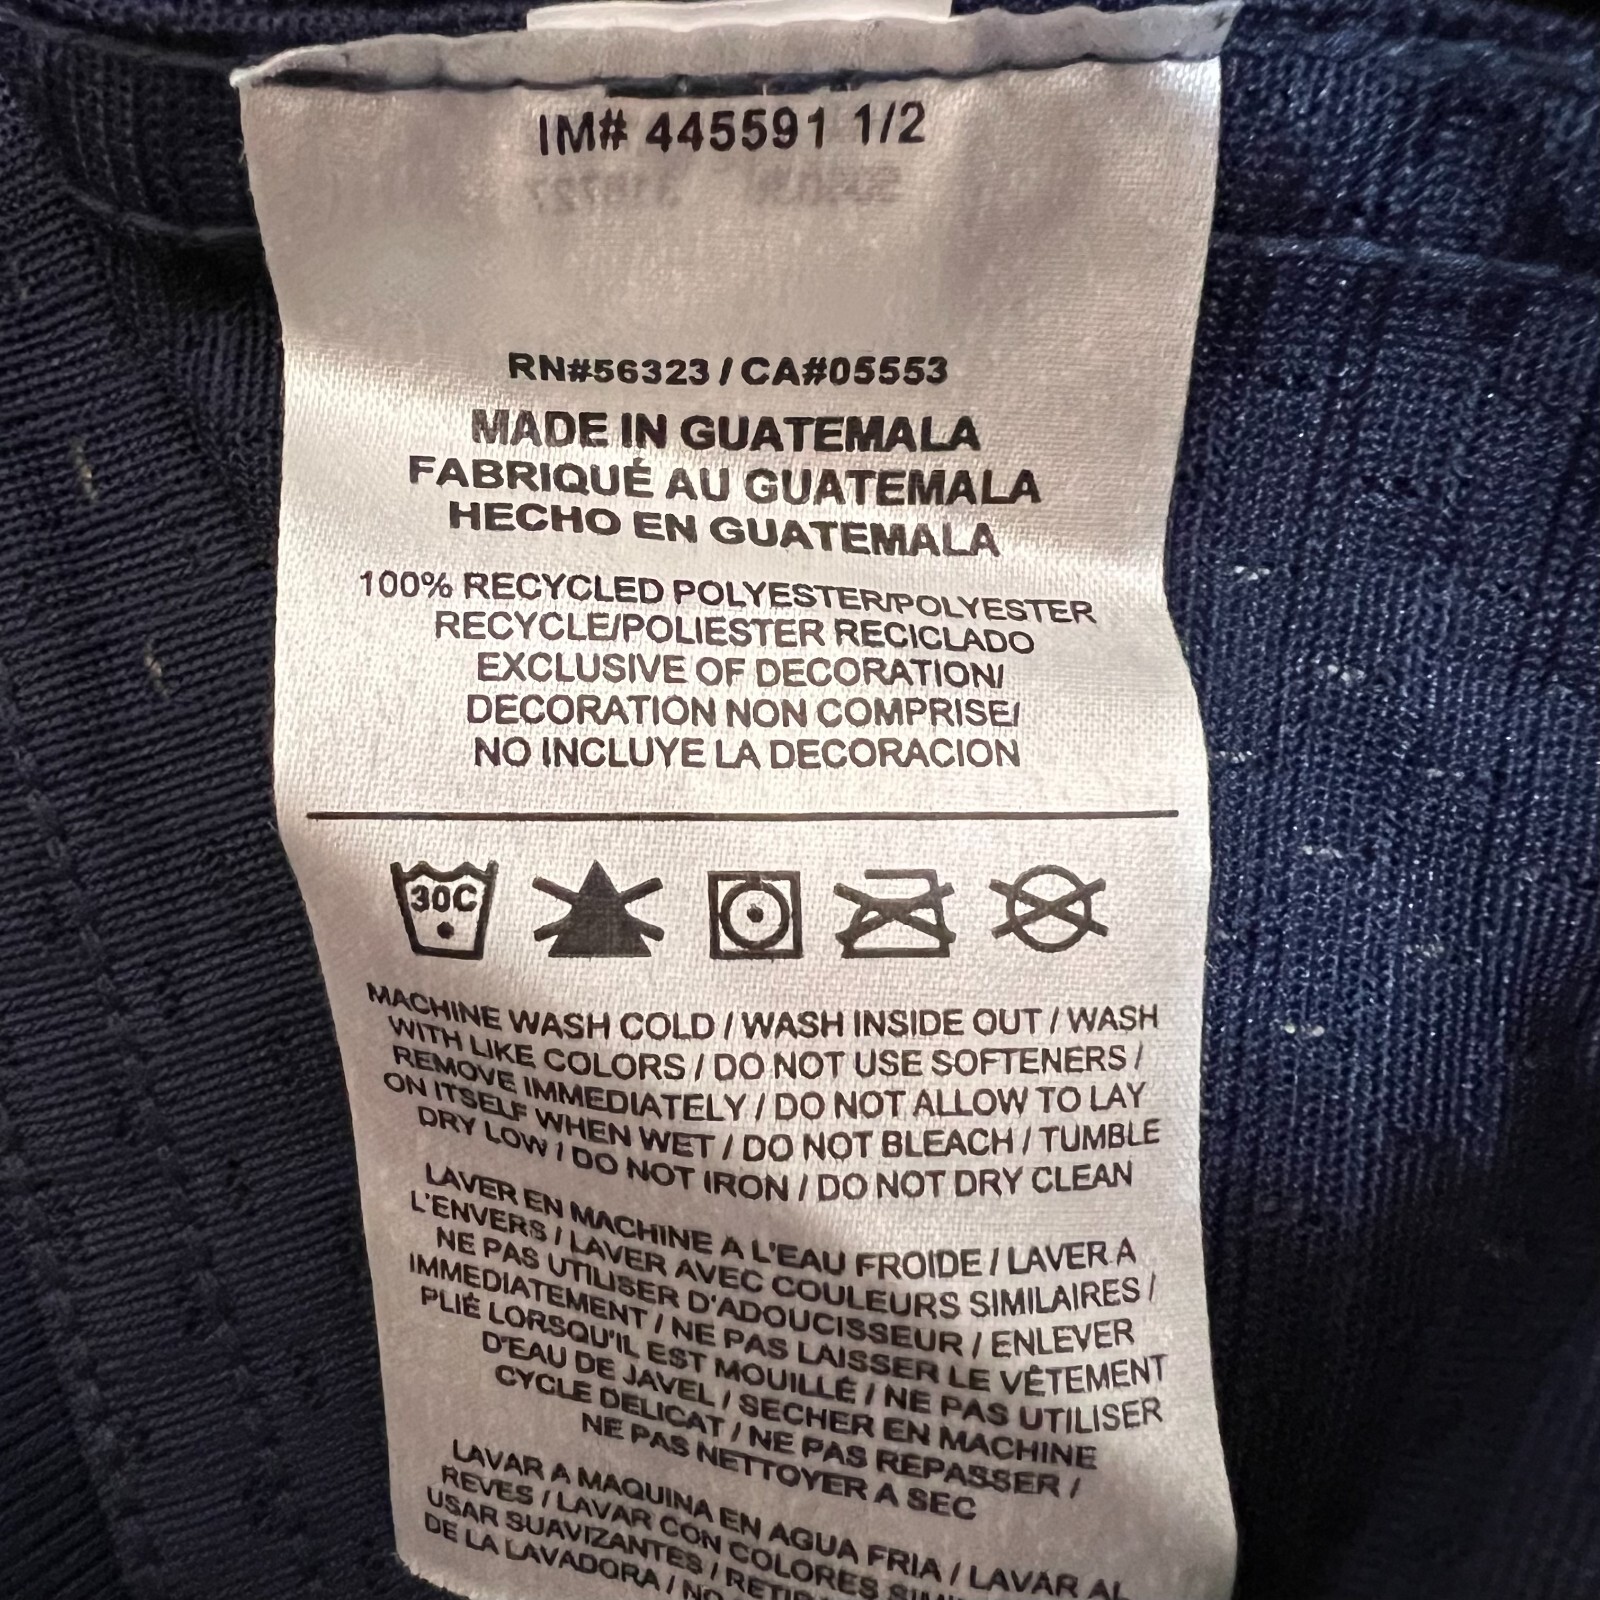 IM# 445591 1/2
RN#56323 / CA#05553
MADE IN GUATEMALA
FABRIQUÉ AU GUATEMALA
HECHO EN GUATEMALA
100% RECYCLED POLYESTER/POLYESTER
RECYCLE/POLIESTER RECICLADO
EXCLUSIVE OF DECORATION/
DECORATION NON COMPRISE/
NO INCLUYE LA DECORACION
30C
MACHINE WASH COLD / WASH INSIDE OUT / WASH
WITH LIKE COLORS / DO NOT USE SOFTENERS /
REMOVE IMMEDIATELY / DO NOT ALLOW TO LAY
ON ITSELF WHEN WET / DO NOT BLEACH / TUMBLE
DRY LOW / DO NOT IRON / DO NOT DRY CLEAN
LAVER EN MACHINE A L'EAU FROIDE / LAVER A
L'ENVERS / LAVER AVEC COULEURS SIMILAIRES /
NE PAS UTILISER D'ADOUCISSEUR / ENLEVER
IMMEDIATEMENT / NE PAS LAISSER LE VÊTEMENT
PLIÉ LORSQU'IL EST MOUILLÉ / NE PAS UTILISER
D'EAU DE JAVEL / SECHER EN MACHINE
CYCLE DELICAT / NE PAS REPASSER /
NE PAS NETTOYER A SEC
LAVAR A MAQUINA EN AGUA FRIA / LAVAR AL
REVES / LAVAR CON COLORES
USAR SUAVIZANTES /
DE LA LAVADORA / NO